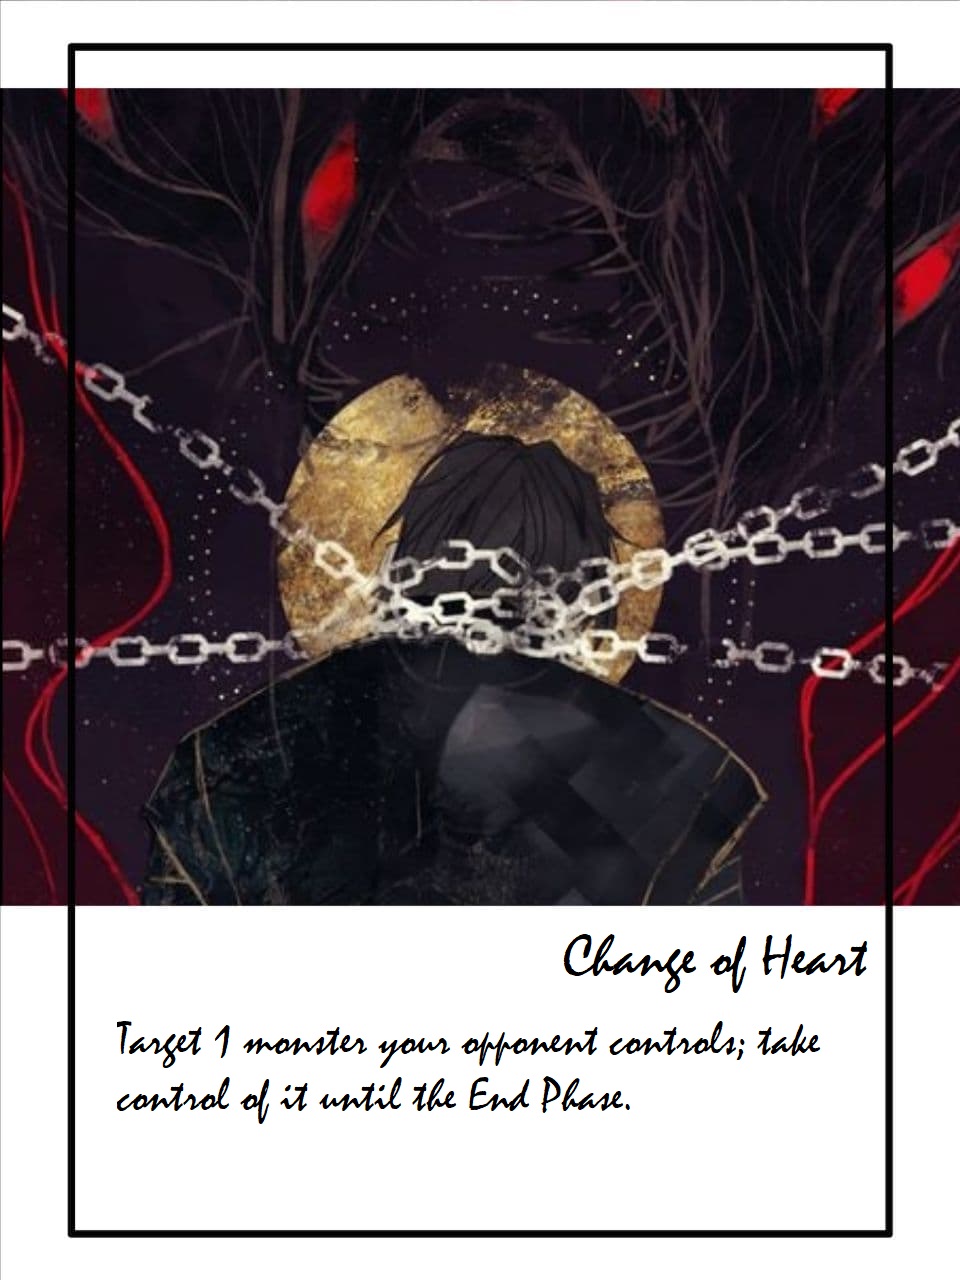 Change of Heart
Target 1 monster your opponent controls; take
control of it until the End Phase.